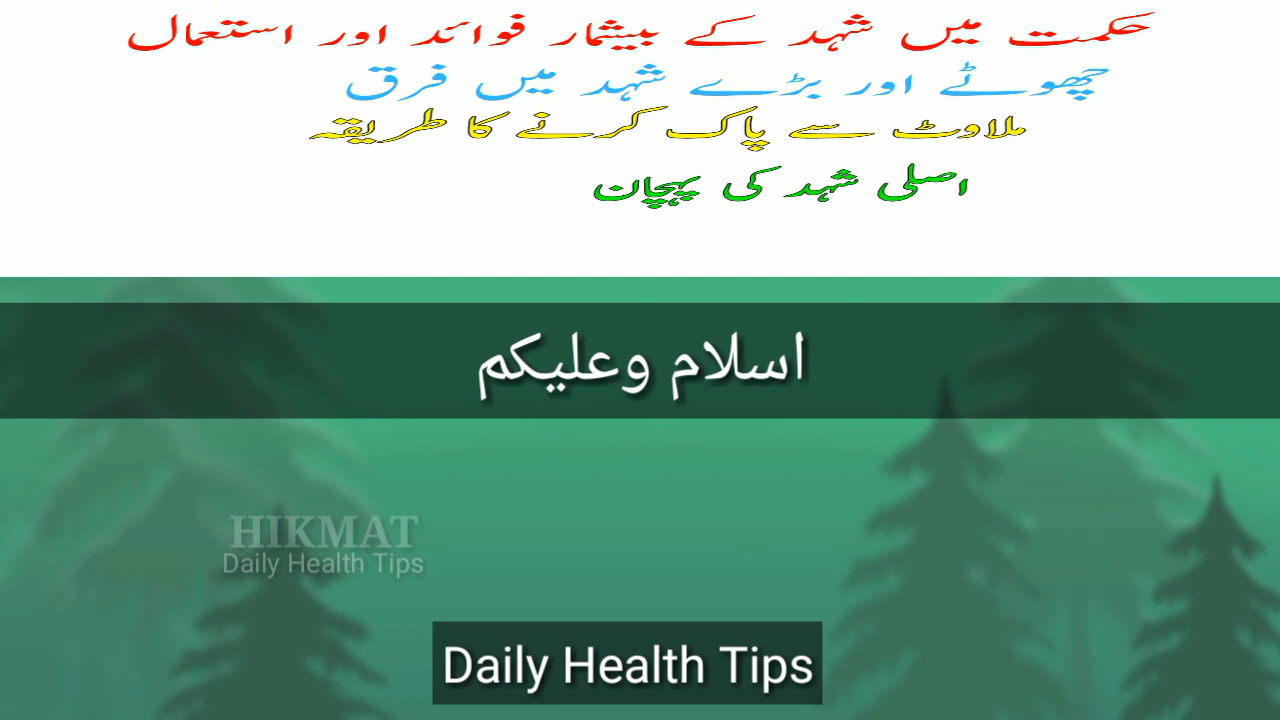 حکمت میں شہد کے بیشمار فوائد اور استعمال
چھوٹے اور بڑے شہد میں فرق
ملاوٹ سے پاک کرنے کا طریقہ
اصلی شہد کی پہچان
اسلام وعلیکم
HIKMAT
Daily Health Tips
Daily Health Tips